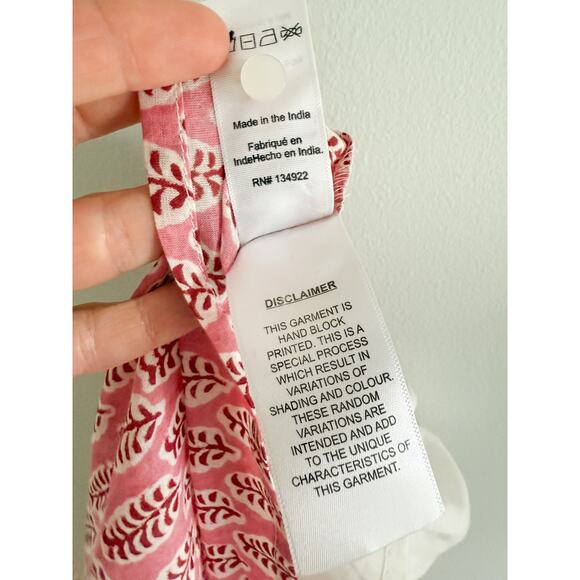 Made in the India
Fabriqué en
IndeHecho en India.
RN# 134922
DISCLAIMER
THIS GARMENT IS
HAND BLOCK
PRINTED. THIS IS A
SPECIAL PROCESS
WHICH RESULT IN
VARIATIONS OF
SHADING AND COLOUR.
THESE RANDOM
VARIATIONS ARE
INTENDED AND ADD
TO THE UNIQUE
CHARACTERISTICS OF
THIS GARMENT.